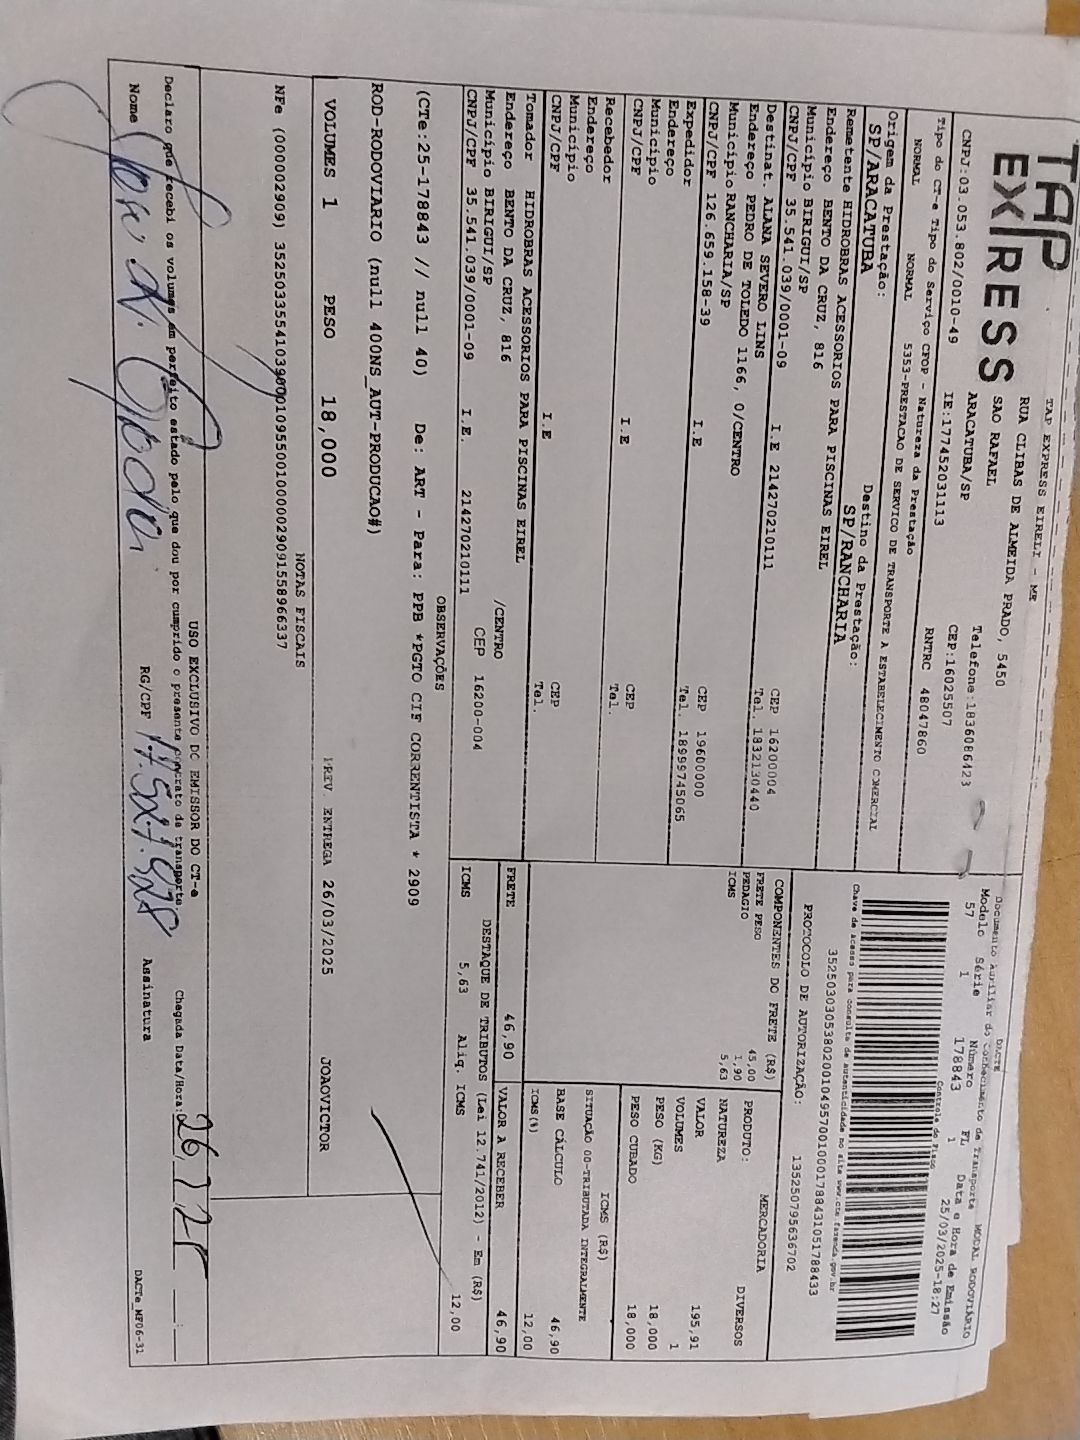 TAP
EXPRESS
TAP EXPRESS EIRELI - ME
RUA CLIBAS DE ALMEIDA PRADO, 5450
SAO RAFAEL
ARACATUBA/SP
Telefone:1836086423
CNPJ:03.053.802/0010-49
IE:177452031113
CEP:16025507
Tipo do CT-e Tipo do Serviço CFOP - Natureza da Prestação
RNTRC 48047860
NORMAL NORMAL 5353-PRESTACAO DE SERVICO DE TRANSPORTE A ESTABELECIMENTO COMERCIAL
Origem da Prestação:
SP/ARACATUBA
Destino da Prestação:
SP/RANCHARIA
Remetente HIDROBRAS ACESSORIOS PARA PISCINAS EIREL
Endereço BENTO DA CRUZ, 816
Município BIRIGUI/SP
CEP 16200004
CNPJ/CPF 35.541.039/0001-09 I.E 214270210111 Tel. 1832130440
Destinat. ALANA SEVERO LINS
Endereço PEDRO DE TOLEDO 1166, 0/CENTRO
Município RANCHARIA/SP
CEP 19600000
CNPJ/CPF 126.659.158-39 I.E Tel. 18999745065
Expedidor
Endereço
Município CEP
CNPJ/CPF I.E Tel.
Recebedor
Endereço
Município CEP
CNPJ/CPF I.E Tel.
Tomador HIDROBRAS ACESSORIOS PARA PISCINAS EIREL
Endereço BENTO DA CRUZ, 816 /CENTRO
Município BIRIGUI/SP CEP 16200-004
CNPJ/CPF 35.541.039/0001-09 I.E. 214270210111
DACTE
Documento Auxiliar do Conhecimento de Transporte MODAL RODOVIÁRIO
Modelo Série Número FL Data e Hora de Emissão
57 1 178843 1 25/03/2025-18:27
Controle do Fisco
Chave de acesso para consulta de autenticidade no site www.cte.fazenda.gov.br
35250303053802001049570010001788431051788433
PROTOCOLO DE AUTORIZAÇÃO: 135250795636702
COMPONENTES DO FRETE (R$)
FRETE PESO 45,00
PEDAGIO 1,90
ICMS 5,63
MERCADORIA
PRODUTO: DIVERSOS
NATUREZA
VALOR 195,91
VOLUMES 1
PESO (KG) 18,000
PESO CUBADO 18,000
ICMS (R$)
SITUAÇÃO 00-TRIBUTADA INTEGRALMENTE
BASE CÁLCULO 46,90
ICMS(%) 12,00
FRETE 46,90 VALOR A RECEBER 46,90
DESTAQUE DE TRIBUTOS (Lei 12.741/2012) - Em (R$)
ICMS 5,63 Aliq. ICMS 12,00
OBSERVAÇÕES
(CTe:25-178843 // null 40) De: ART - Para: PPB *PGTO CIF CORRENTISTA * 2909
ROD-RODOVIARIO (null 400NS_AUT-PRODUCAO#)
VOLUMES 1 PESO 18,000 PREV ENTREGA 26/03/2025 JOAOVICTOR
NOTAS FISCAIS
NFe (000002909) 35250335541039000109550010000029091558966337
USO EXCLUSIVO DO EMISSOR DO CT-e
Declaro que recebi os volumes em perfeito estado pelo que dou por cumprido o presente contrato de transporte.
Chegada Data/Hora:
Nome RG/CPF Assinatura
DACTe_MF06-31